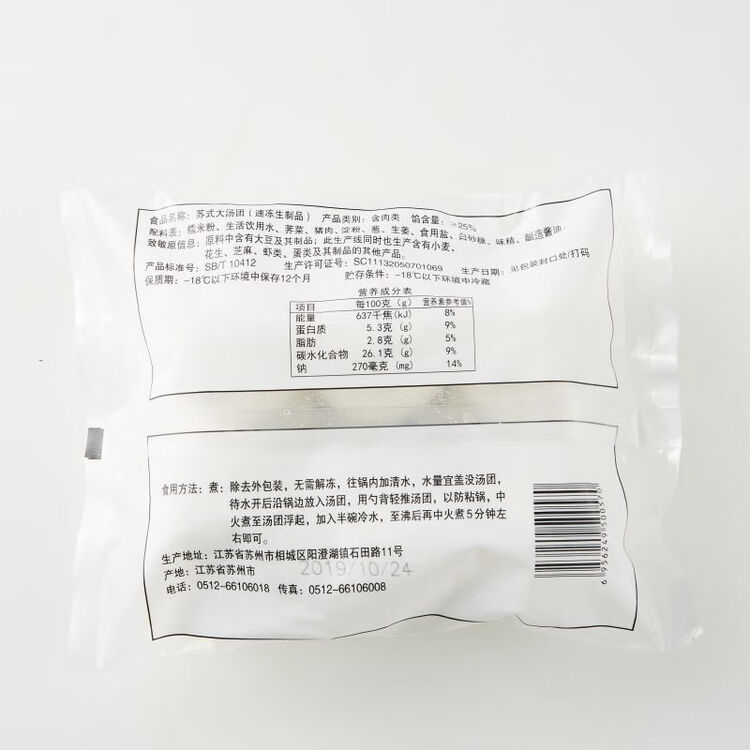 食品名称：苏式大汤团（速冻生制品） 产品类别：含肉类 馅含量：≥25%
配料表：糯米粉、生活饮用水、荠菜、猪肉、淀粉、葱、生姜、食用盐、白砂糖、味精、酿造酱油
致敏原信息：原料中含有大豆及其制品；此生产线同时也生产含有小麦、
花生、芝麻、虾类、蛋类及其制品的其他产品。
产品标准号：SB/T 10412 生产许可证号：SC11132050701069 生产日期：见包装封口处/打码
保质期：-18℃以下环境中保存12个月 贮存条件：-18℃以下环境中冷藏
营养成分表
项目 每100克（g） 营养素参考值%
能量 637千焦(kJ) 8%
蛋白质 5.3克（g） 9%
脂肪 2.8克（g） 5%
碳水化合物 26.1克（g） 9%
钠 270毫克（mg） 14%
食用方法：煮：除去外包装，无需解冻，往锅内加清水，水量宜盖没汤团，
待水开后沿锅边放入汤团，用勺背轻推汤团，以防粘锅，中
火煮至汤团浮起，加入半碗冷水，至沸后再中火煮5分钟左
右即可。
生产地址：江苏省苏州市相城区阳澄湖镇石田路11号
产地：江苏省苏州市
2019/10/24
电话：0512-66106018 传真：0512-66106008